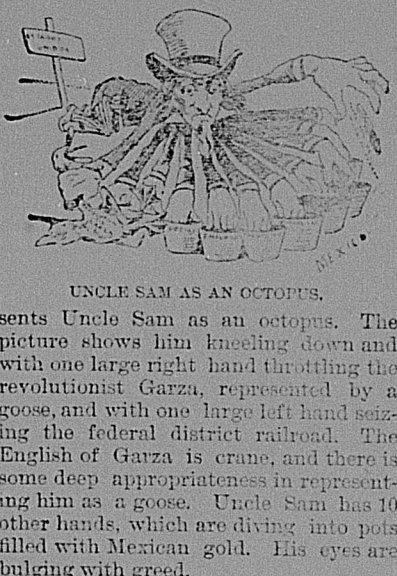 MEXICO
UNCLE SAM AS AN OCTOPUS.
sents Uncle Sam as an octopus. The
picture shows him kneeling down and
with one large right hand throttling the
revolutionist Garza, represented by a
goose, and with one large left hand seiz-
ing the federal district railroad. The
English of Garza is crane, and there is
some deep appropriateness in represent-
ing him as a goose. Uncle Sam has 10
other hands, which are diving into pots
filled with Mexican gold. His eyes are
bulging with greed.